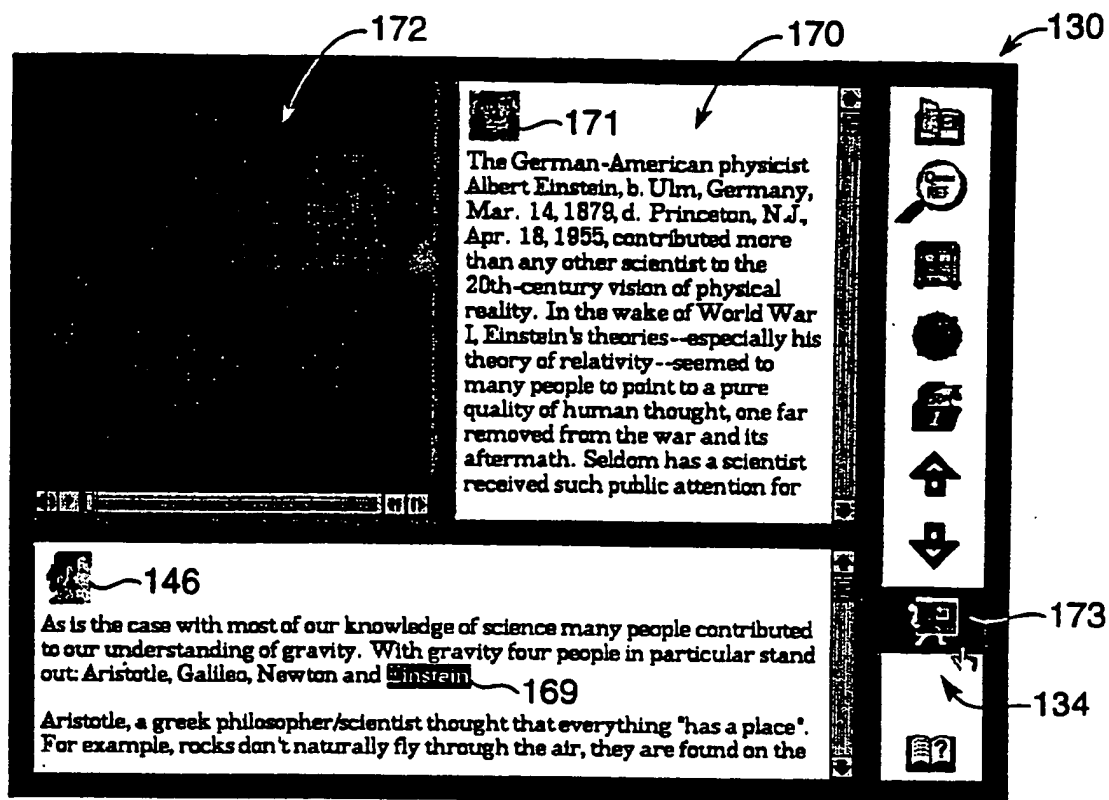 172
170
130
171
The German-American physicist
Albert Einstein, b. Ulm, Germany,
Mar. 14, 1879, d. Princeton, N.J.,
Apr. 18, 1955, contributed more
than any other scientist to the
20th-century vision of physical
reality. In the wake of World War
I, Einstein's theories--especially his
theory of relativity--seemed to
many people to point to a pure
quality of human thought, one far
removed from the war and its
aftermath. Seldom has a scientist
received such public attention for
146
As is the case with most of our knowledge of science many people contributed
to our understanding of gravity. With gravity four people in particular stand
out: Aristotle, Galileo, Newton and Einstein
169
Aristotle, a greek philosopher/scientist thought that everything "has a place".
For example, rocks don't naturally fly through the air, they are found on the
173
134
?